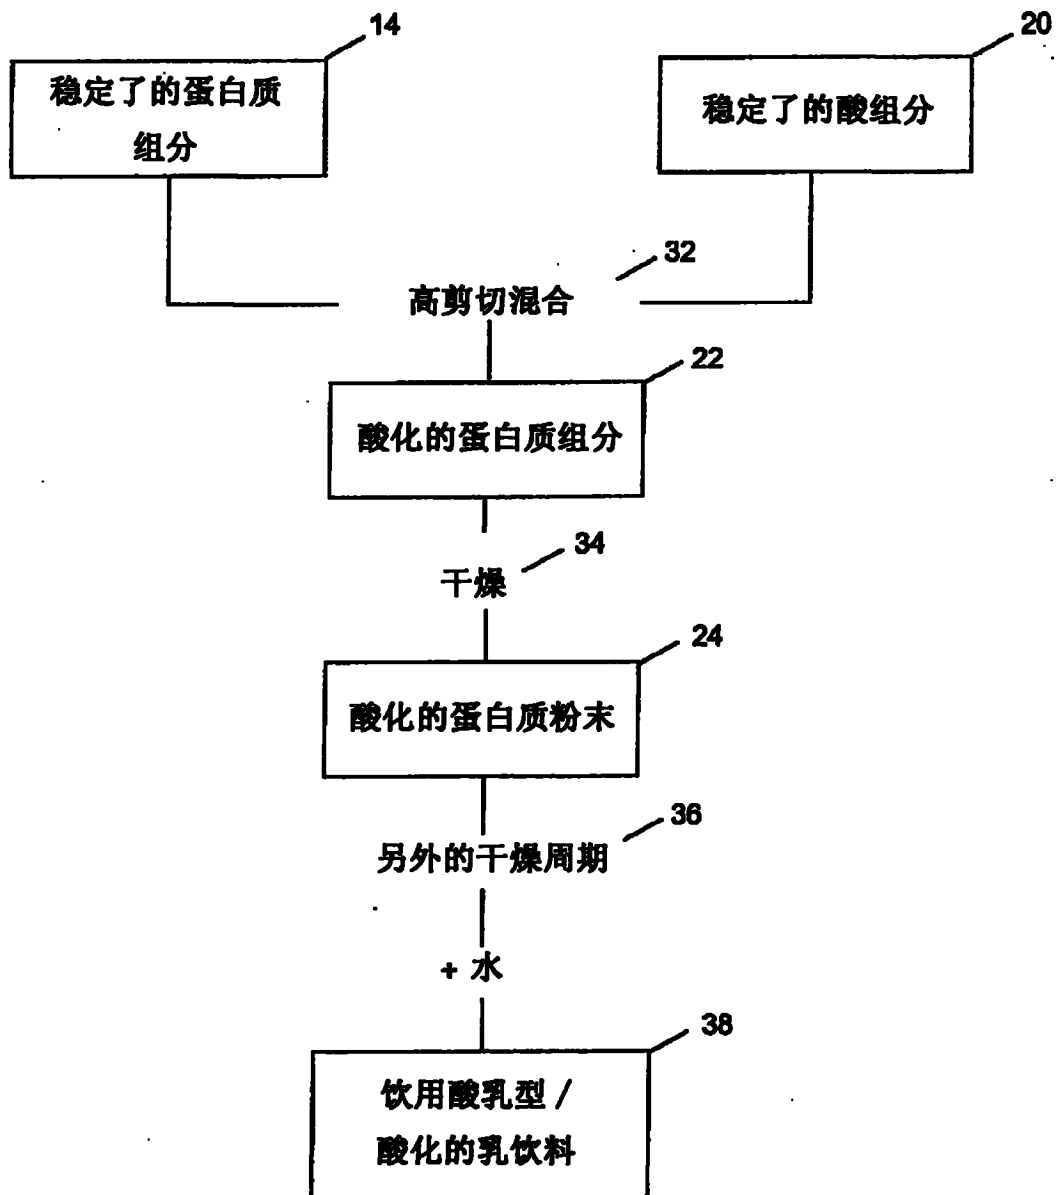 14
稳定了的蛋白质
组分
20
稳定了的酸组分
32
高剪切混合
22
酸化的蛋白质组分
34
干燥
24
酸化的蛋白质粉末
36
另外的干燥周期
+ 水
38
饮用酸乳型 /
酸化的乳饮料